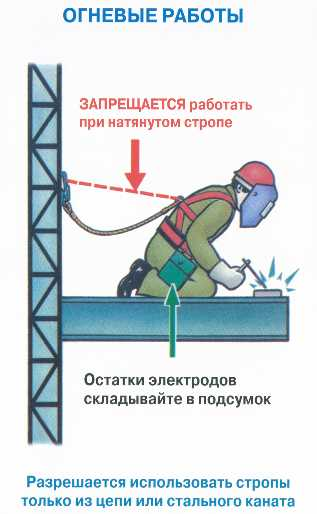 ОГНЕВЫЕ РАБОТЫ
ЗАПРЕЩАЕТСЯ работать
при натянутом стропе
Остатки электродов
складывайте в подсумок
Разрешается использовать стропы
только из цепи или стального каната